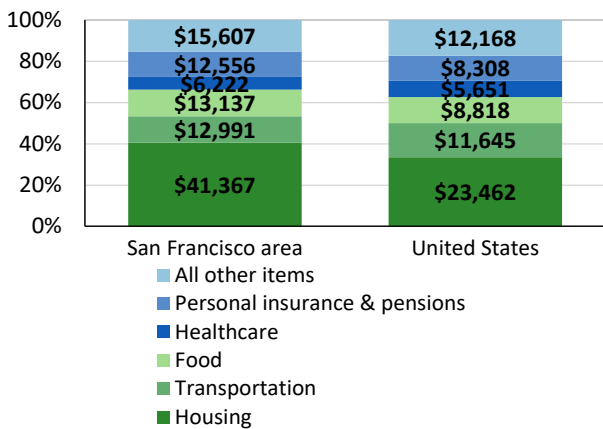 100%
$15,607
$12,168
80%
$12,556
$8,308
$6,222
$5,651
60%
$13,137
$8,818
40%
$12,991
$11,645
20%
$41,367
$23,462
0%
San Francisco area
United States
All other items
Personal insurance & pensions
Healthcare
Food
Transportation
Housing